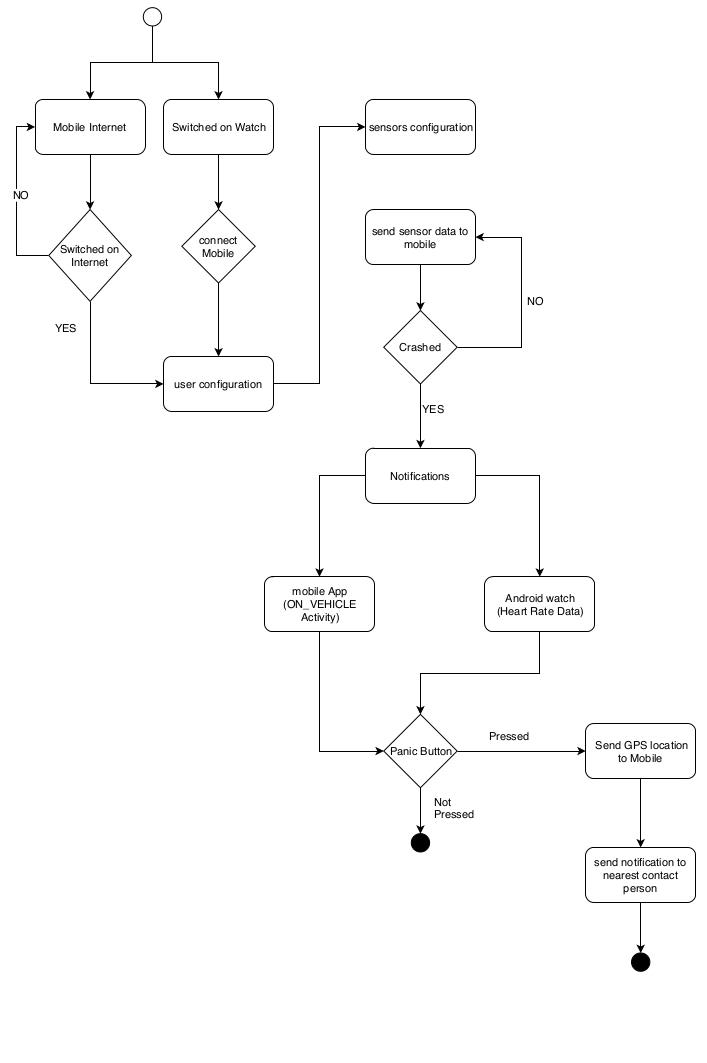 Mobile Internet
Switched on Watch
sensors configuration
NO
Switched on
Internet
connect
Mobile
send sensor data to
mobile
NO
YES
Crashed
user configuration
YES
Notifications
mobile App
(ON_VEHICLE
Activity)
Android watch
(Heart Rate Data)
Panic Button
Pressed
Send GPS location
to Mobile
Not
Pressed
send notification to
nearest contact
person